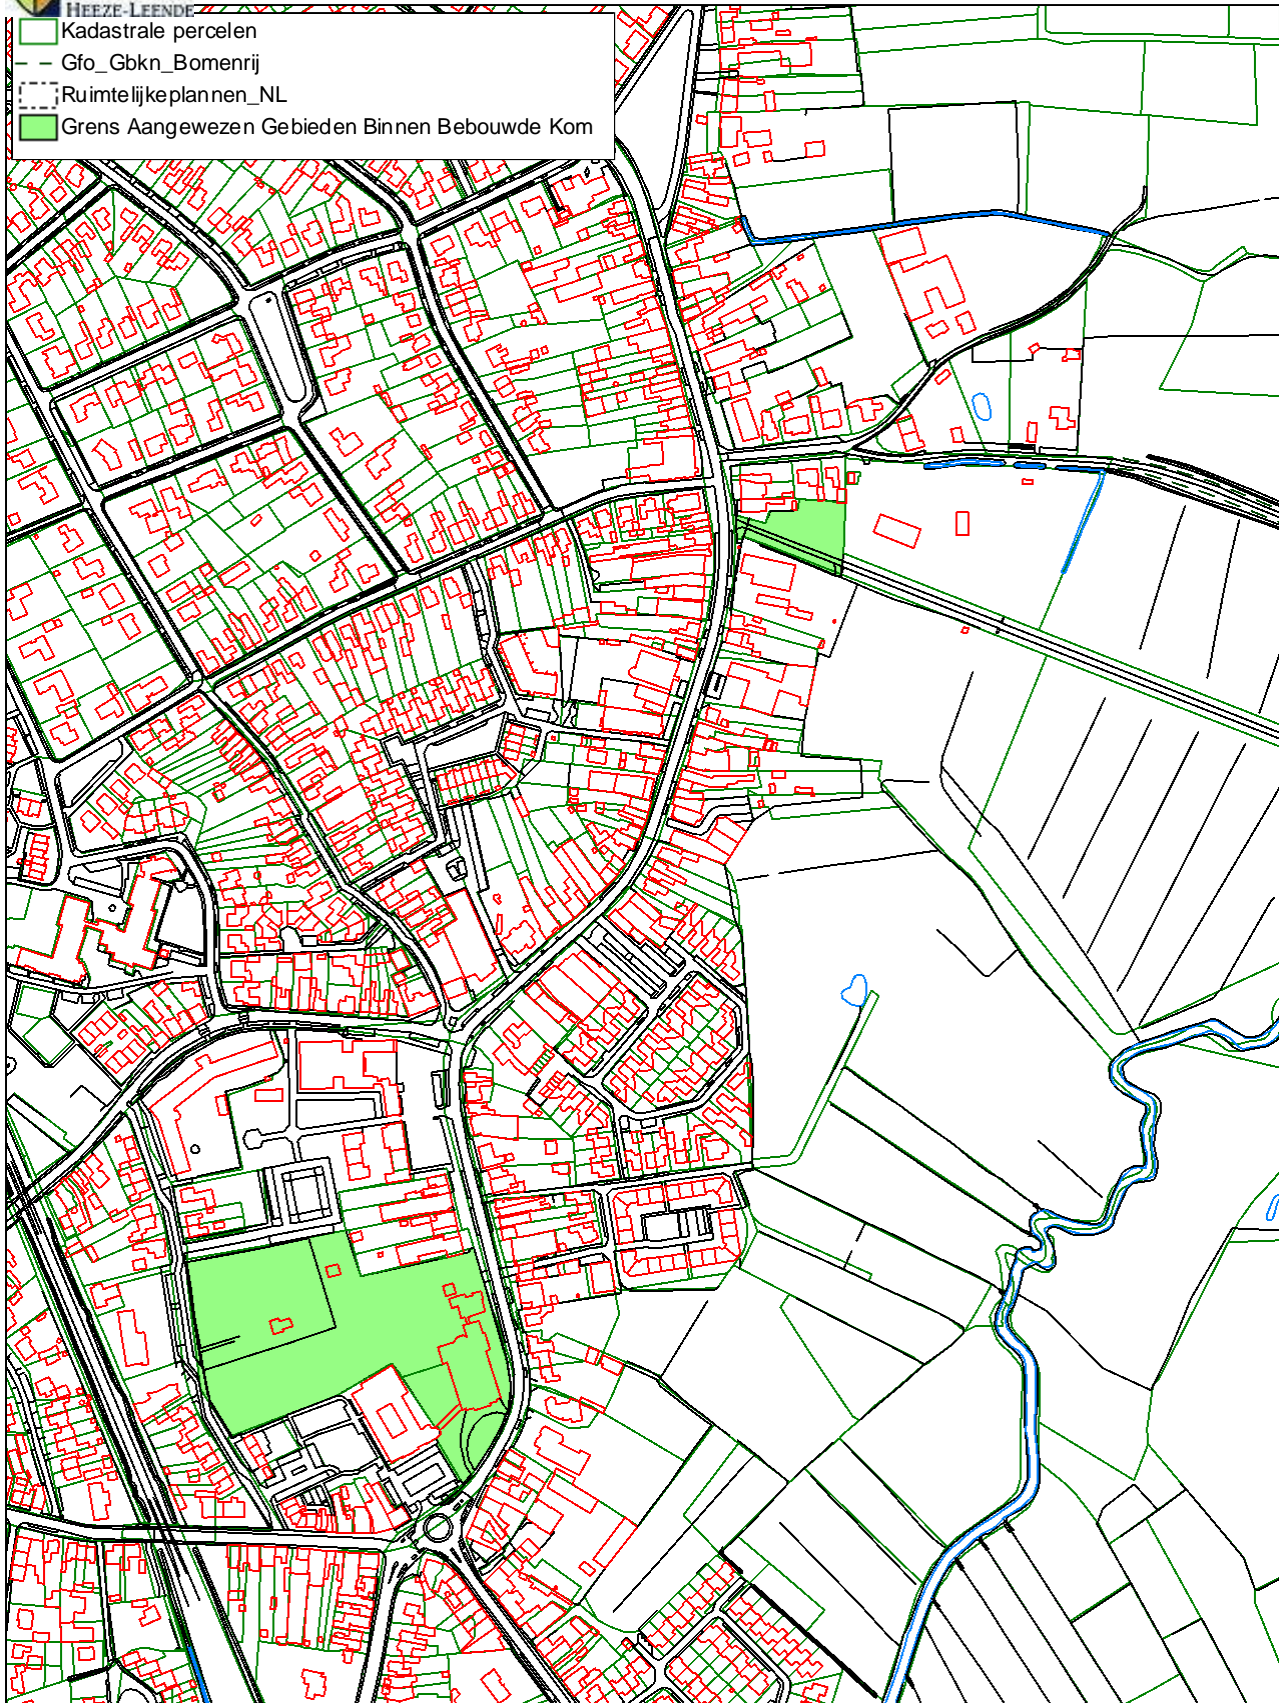 HEEZE-LEENDE
Kadastrale percelen
Gfo_Gbkn_Bomenrij
Ruimtelijkeplannen_NL
Grens Aangewezen Gebieden Binnen Bebouwde Kom